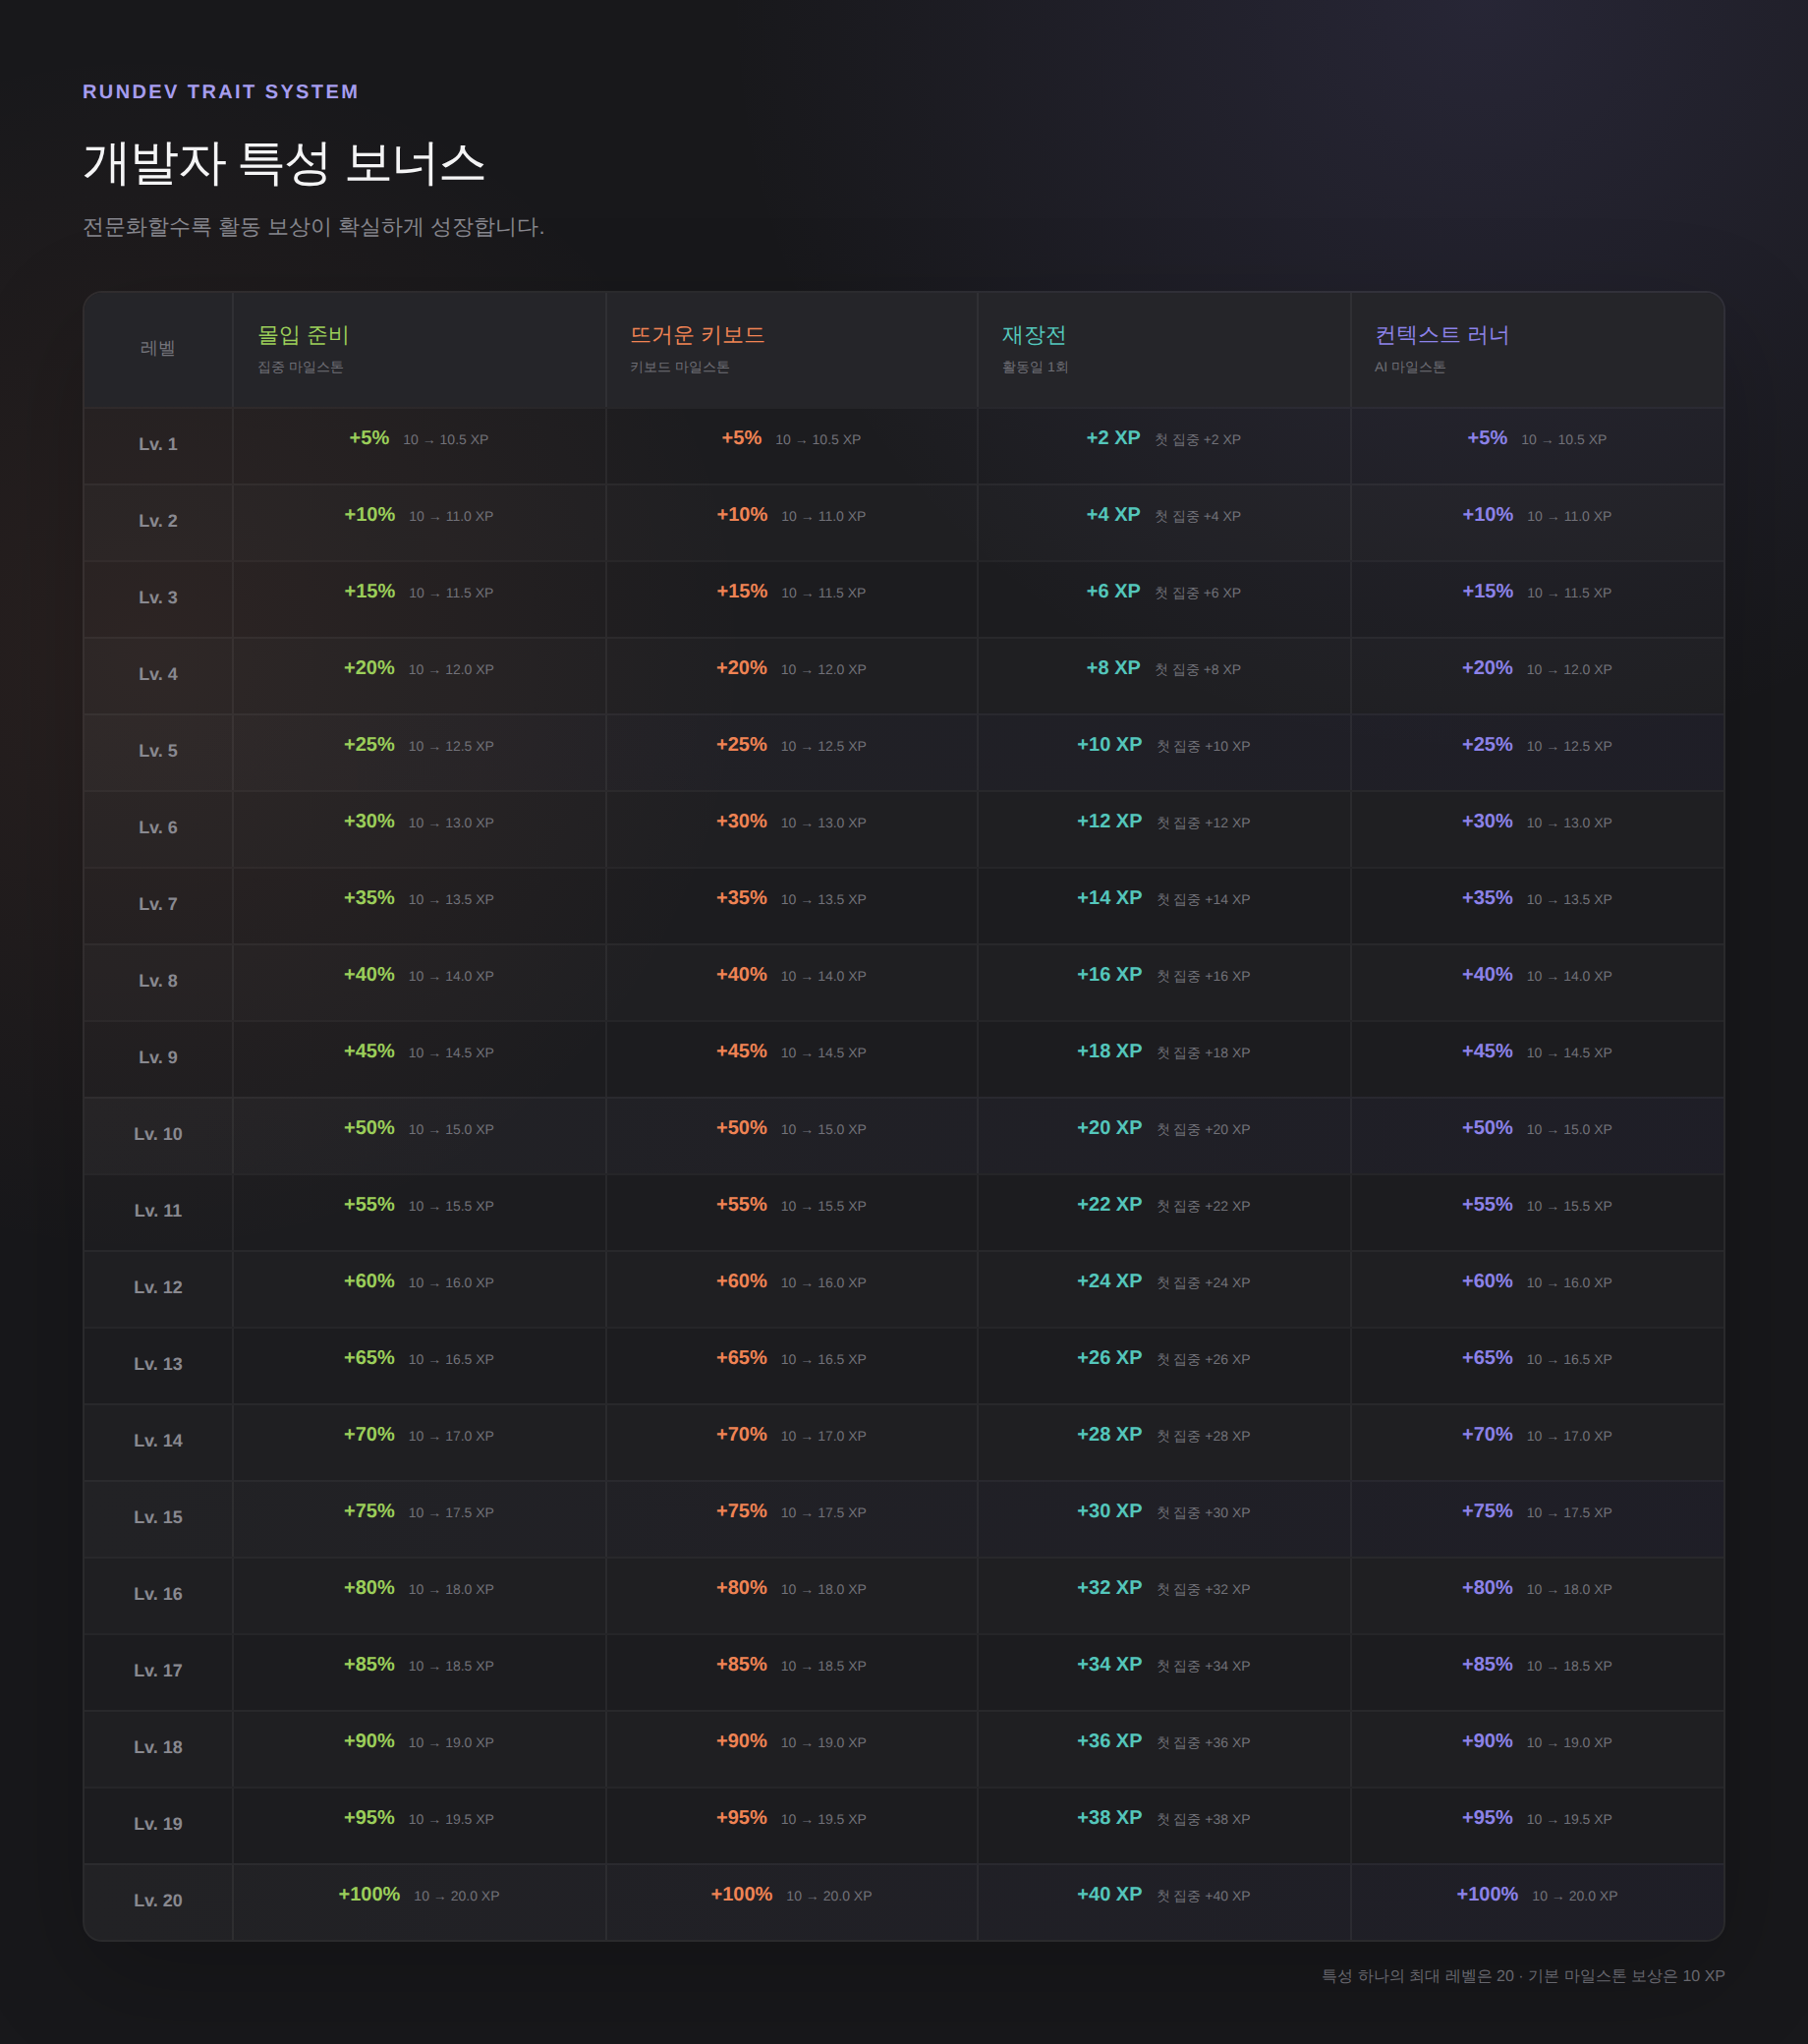 RUNDEV TRAIT SYSTEM
개발자 특성 보너스
전문화할수록 활동 보상이 확실하게 성장합니다.
레벨 몰입 준비 뜨거운 키보드 재장전 컨텍스트 러너
집중 마일스톤 키보드 마일스톤 활동일 1회 AI 마일스톤
Lv. 1 +5% 10 → 10.5 XP +5% 10 → 10.5 XP +2 XP 첫 집중 +2 XP +5% 10 → 10.5 XP
Lv. 2 +10% 10 → 11.0 XP +10% 10 → 11.0 XP +4 XP 첫 집중 +4 XP +10% 10 → 11.0 XP
Lv. 3 +15% 10 → 11.5 XP +15% 10 → 11.5 XP +6 XP 첫 집중 +6 XP +15% 10 → 11.5 XP
Lv. 4 +20% 10 → 12.0 XP +20% 10 → 12.0 XP +8 XP 첫 집중 +8 XP +20% 10 → 12.0 XP
Lv. 5 +25% 10 → 12.5 XP +25% 10 → 12.5 XP +10 XP 첫 집중 +10 XP +25% 10 → 12.5 XP
Lv. 6 +30% 10 → 13.0 XP +30% 10 → 13.0 XP +12 XP 첫 집중 +12 XP +30% 10 → 13.0 XP
Lv. 7 +35% 10 → 13.5 XP +35% 10 → 13.5 XP +14 XP 첫 집중 +14 XP +35% 10 → 13.5 XP
Lv. 8 +40% 10 → 14.0 XP +40% 10 → 14.0 XP +16 XP 첫 집중 +16 XP +40% 10 → 14.0 XP
Lv. 9 +45% 10 → 14.5 XP +45% 10 → 14.5 XP +18 XP 첫 집중 +18 XP +45% 10 → 14.5 XP
Lv. 10 +50% 10 → 15.0 XP +50% 10 → 15.0 XP +20 XP 첫 집중 +20 XP +50% 10 → 15.0 XP
Lv. 11 +55% 10 → 15.5 XP +55% 10 → 15.5 XP +22 XP 첫 집중 +22 XP +55% 10 → 15.5 XP
Lv. 12 +60% 10 → 16.0 XP +60% 10 → 16.0 XP +24 XP 첫 집중 +24 XP +60% 10 → 16.0 XP
Lv. 13 +65% 10 → 16.5 XP +65% 10 → 16.5 XP +26 XP 첫 집중 +26 XP +65% 10 → 16.5 XP
Lv. 14 +70% 10 → 17.0 XP +70% 10 → 17.0 XP +28 XP 첫 집중 +28 XP +70% 10 → 17.0 XP
Lv. 15 +75% 10 → 17.5 XP +75% 10 → 17.5 XP +30 XP 첫 집중 +30 XP +75% 10 → 17.5 XP
Lv. 16 +80% 10 → 18.0 XP +80% 10 → 18.0 XP +32 XP 첫 집중 +32 XP +80% 10 → 18.0 XP
Lv. 17 +85% 10 → 18.5 XP +85% 10 → 18.5 XP +34 XP 첫 집중 +34 XP +85% 10 → 18.5 XP
Lv. 18 +90% 10 → 19.0 XP +90% 10 → 19.0 XP +36 XP 첫 집중 +36 XP +90% 10 → 19.0 XP
Lv. 19 +95% 10 → 19.5 XP +95% 10 → 19.5 XP +38 XP 첫 집중 +38 XP +95% 10 → 19.5 XP
Lv. 20 +100% 10 → 20.0 XP +100% 10 → 20.0 XP +40 XP 첫 집중 +40 XP +100% 10 → 20.0 XP
특성 하나의 최대 레벨은 20 · 기본 마일스톤 보상은 10 XP